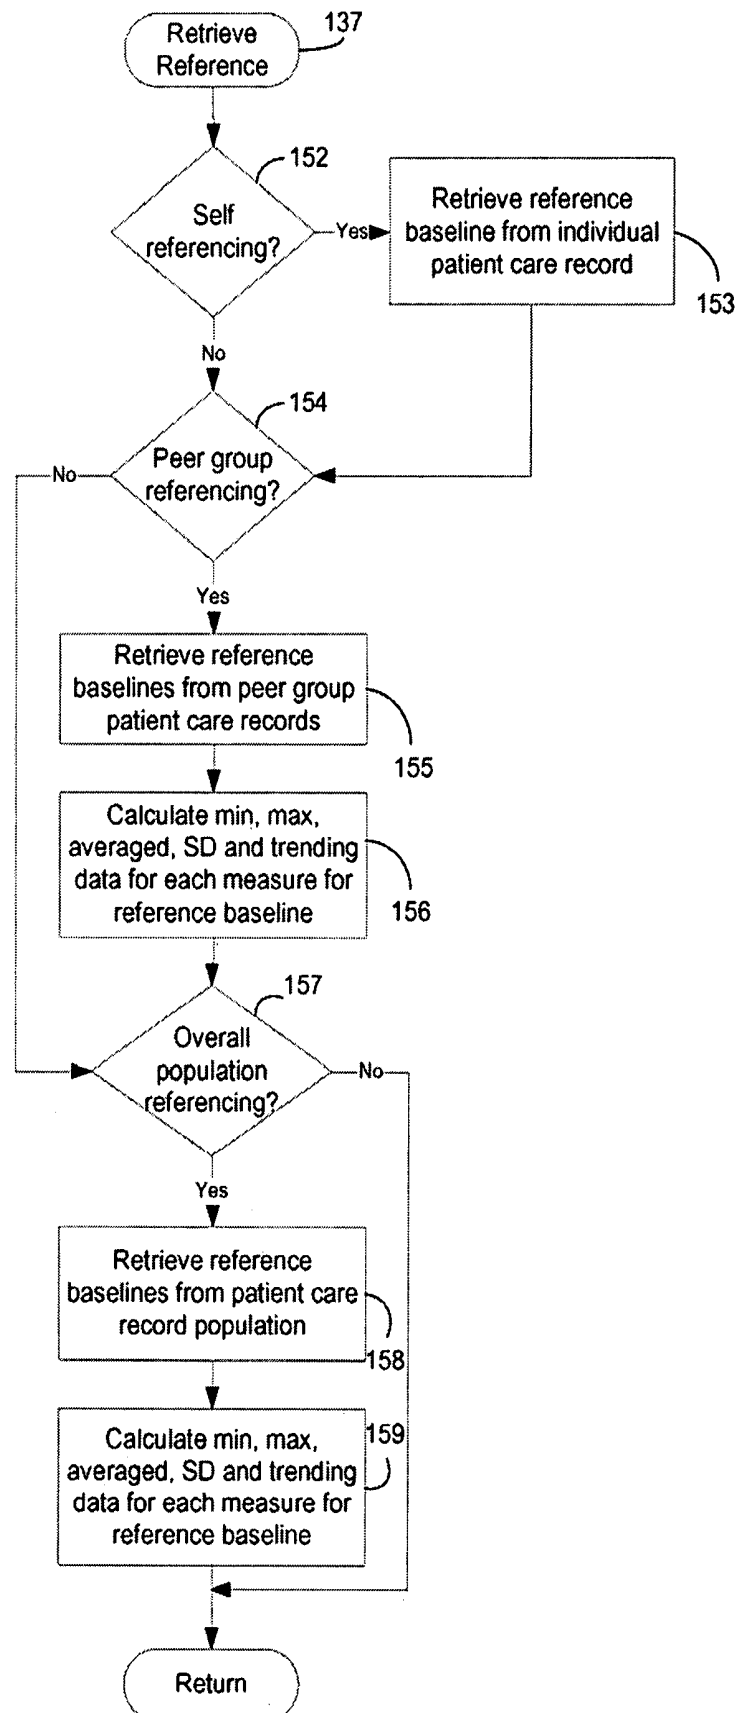 Retrieve
Reference
137
152
Self
referencing?
Yes
Retrieve reference
baseline from individual
patient care record
153
No
154
Peer group
referencing?
No
Yes
Retrieve reference
baselines from peer group
patient care records
155
Calculate min, max,
averaged, SD and trending
data for each measure for
reference baseline
156
157
Overall
population
referencing?
No
Yes
Retrieve reference
baselines from patient care
record population
158
Calculate min, max,
averaged, SD and trending
data for each measure for
reference baseline
159
Return